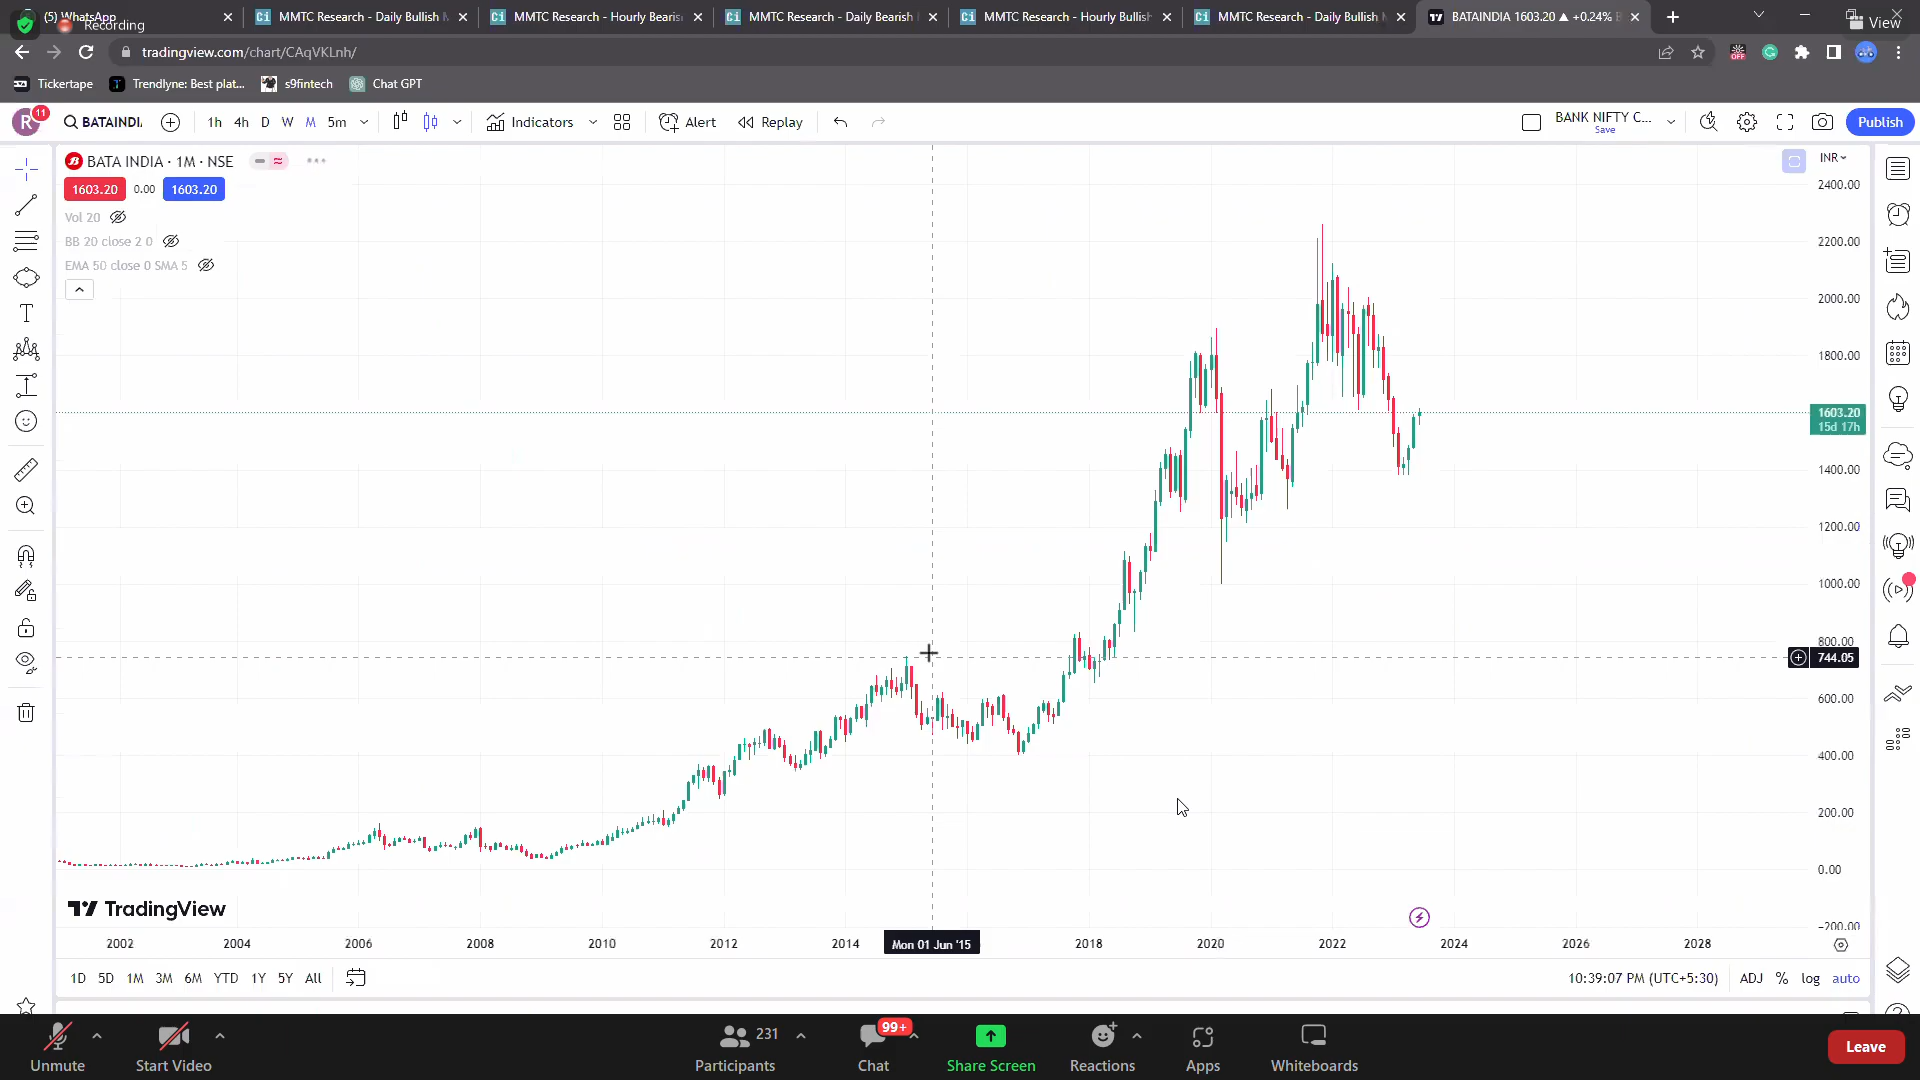 (5) WhatsApp
MMTC Research - Daily Bullish M
MMTC Research - Hourly Bearis
MMTC Research - Daily Bearish
MMTC Research - Hourly Bullish
MMTC Research - Daily Bullish M
BATAINDIA 1603.20 ▲ +0.24%
Recording
View
tradingview.com/chart/CAqVKLnh/
OFF
Tickertape
Trendlyne: Best plat...
s9fintech
Chat GPT
R
11
BATAINDI
1h
4h
D
W
M
5m
Indicators
Alert
Replay
BANK NIFTY C...
Save
Publish
BATA INDIA · 1M · NSE
INR
1603.20
0.00
1603.20
Vol 20
BB 20 close 2 0
EMA 50 close 0 SMA 5
2400.00
2200.00
2000.00
1800.00
1603.20
15d 17h
1400.00
1200.00
1000.00
800.00
744.05
600.00
400.00
200.00
0.00
-200.00
TradingView
2002
2004
2006
2008
2010
2012
2014
Mon 01 Jun '15
2018
2020
2022
2024
2026
2028
1D
5D
1M
3M
6M
YTD
1Y
5Y
All
10:39:07 PM (UTC+5:30)
ADJ
%
log
auto
231
99+
Unmute
Start Video
Participants
Chat
Share Screen
Reactions
Apps
Whiteboards
Leave